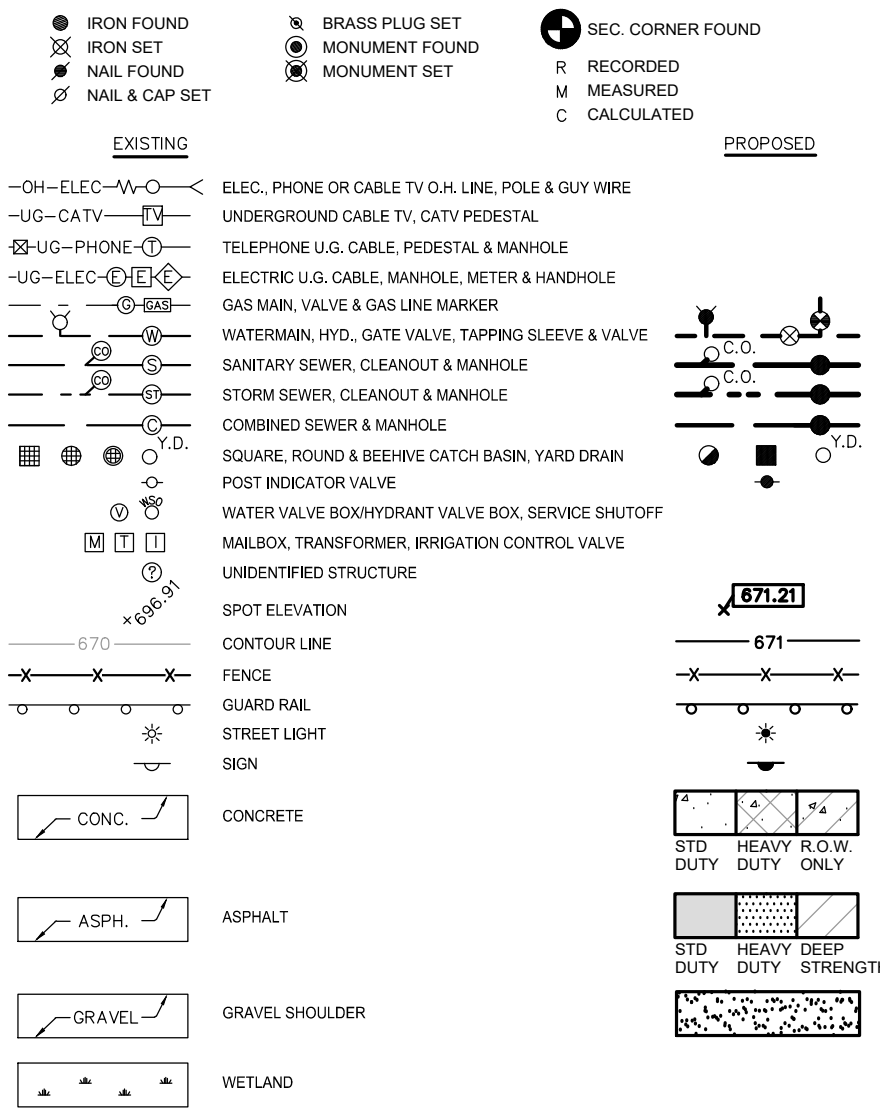 IRON FOUND BRASS PLUG SET SEC. CORNER FOUND
IRON SET MONUMENT FOUND
NAIL FOUND MONUMENT SET R RECORDED
NAIL & CAP SET M MEASURED
C CALCULATED
EXISTING PROPOSED
OH-ELEC ELEC., PHONE OR CABLE TV O.H. LINE, POLE & GUY WIRE
UG-CATV TV UNDERGROUND CABLE TV, CATV PEDESTAL
UG-PHONE T TELEPHONE U.G. CABLE, PEDESTAL & MANHOLE
UG-ELEC E E E ELECTRIC U.G. CABLE, MANHOLE, METER & HANDHOLE
G GAS GAS MAIN, VALVE & GAS LINE MARKER
W WATERMAIN, HYD., GATE VALVE, TAPPING SLEEVE & VALVE
CO S SANITARY SEWER, CLEANOUT & MANHOLE C.O.
CO ST STORM SEWER, CLEANOUT & MANHOLE C.O.
C COMBINED SEWER & MANHOLE
Y.D. SQUARE, ROUND & BEEHIVE CATCH BASIN, YARD DRAIN Y.D.
POST INDICATOR VALVE
V WSO WATER VALVE BOX/HYDRANT VALVE BOX, SERVICE SHUTOFF
M T I MAILBOX, TRANSFORMER, IRRIGATION CONTROL VALVE
? UNIDENTIFIED STRUCTURE
+696.91 SPOT ELEVATION 671.21
670 CONTOUR LINE 671
X X X FENCE X X X
GUARD RAIL
STREET LIGHT
SIGN
CONC. CONCRETE
STD DUTY HEAVY DUTY R.O.W. ONLY
ASPH. ASPHALT
STD DUTY HEAVY DUTY DEEP STRENGTH
GRAVEL GRAVEL SHOULDER
WETLAND